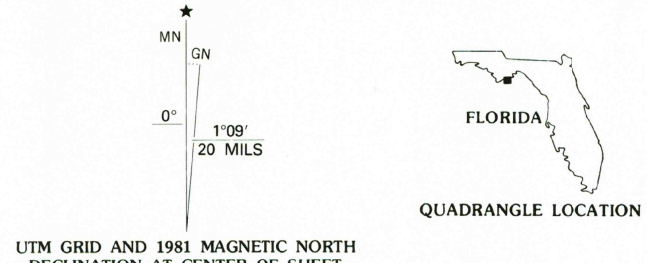 MN
GN
0°
1°09′
20 MILS
UTM GRID AND 1981 MAGNETIC NORTH
DECLINATION AT CENTER OF SHEET
FLORIDA
QUADRANGLE LOCATION